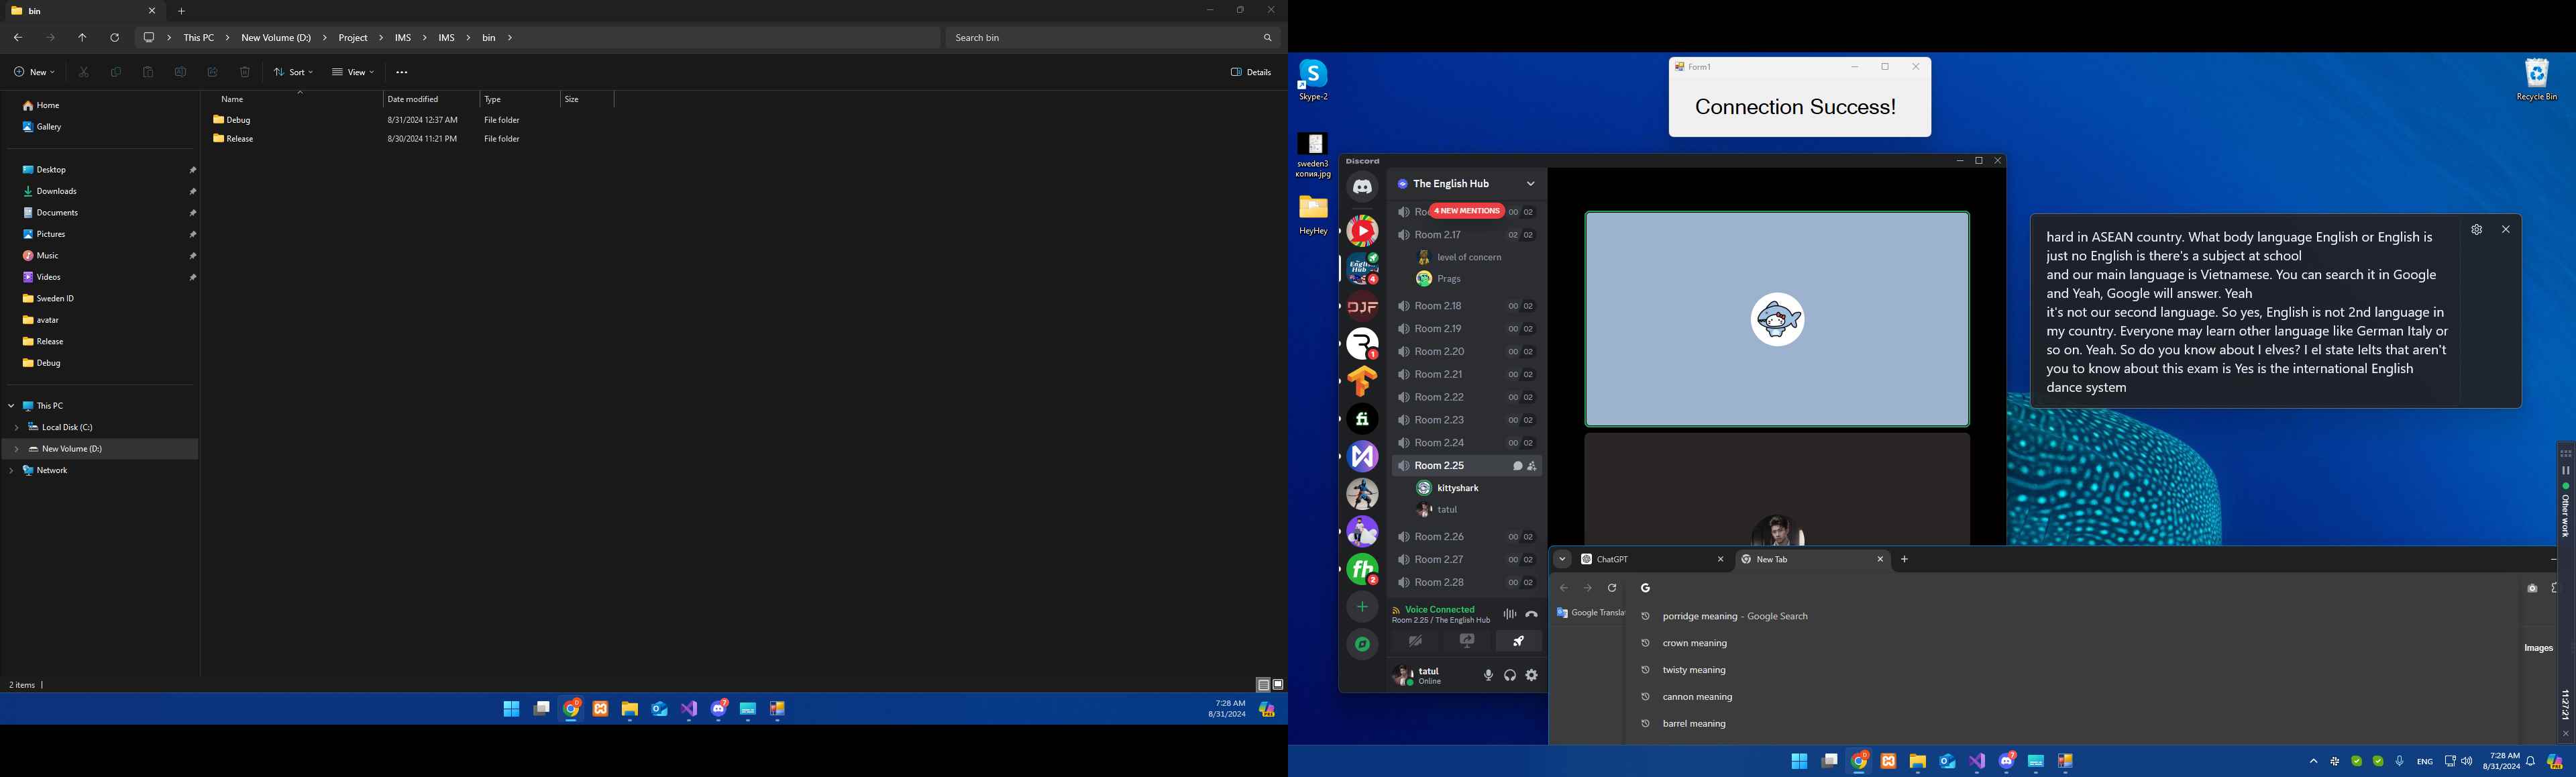 bin
This PC
New Volume (D:)
Project
IMS
IMS
bin
Search bin
New
Sort
View
Details
Name
Date modified
Type
Size
Debug
8/31/2024 12:37 AM
File folder
Release
8/30/2024 11:21 PM
File folder
Home
Gallery
Desktop
Downloads
Documents
Pictures
Music
Videos
Sweden ID
avatar
Release
Debug
This PC
Local Disk (C:)
New Volume (D:)
Network
2 items
7:28 AM
8/31/2024
Skype-2
sweden3
копия.jpg
HeyHey
Recycle Bin
Form1
Connection Success!
Discord
The English Hub
4 NEW MENTIONS
00 02
Room 2.17
02 02
level of concern
Prags
Room 2.18
00 02
Room 2.19
00 02
Room 2.20
00 02
Room 2.21
00 02
Room 2.22
00 02
Room 2.23
00 02
Room 2.24
00 02
Room 2.25
kittyshark
tatul
Room 2.26
00 02
Room 2.27
00 02
Room 2.28
00 02
Voice Connected
Room 2.25 / The English Hub
tatul
Online
hard in ASEAN country. What body language English or English is
just no English is there's a subject at school
and our main language is Vietnamese. You can search it in Google
and Yeah, Google will answer. Yeah
it's not our second language. So yes, English is not 2nd language in
my country. Everyone may learn other language like German Italy or
so on. Yeah. So do you know about I elves? I el state Ielts that aren't
you to know about this exam is Yes is the international English
dance system
Other work
11:27:21
ChatGPT
New Tab
Google Transla
porridge meaning - Google Search
crown meaning
twisty meaning
cannon meaning
barrel meaning
Images
ENG
7:28 AM
8/31/2024